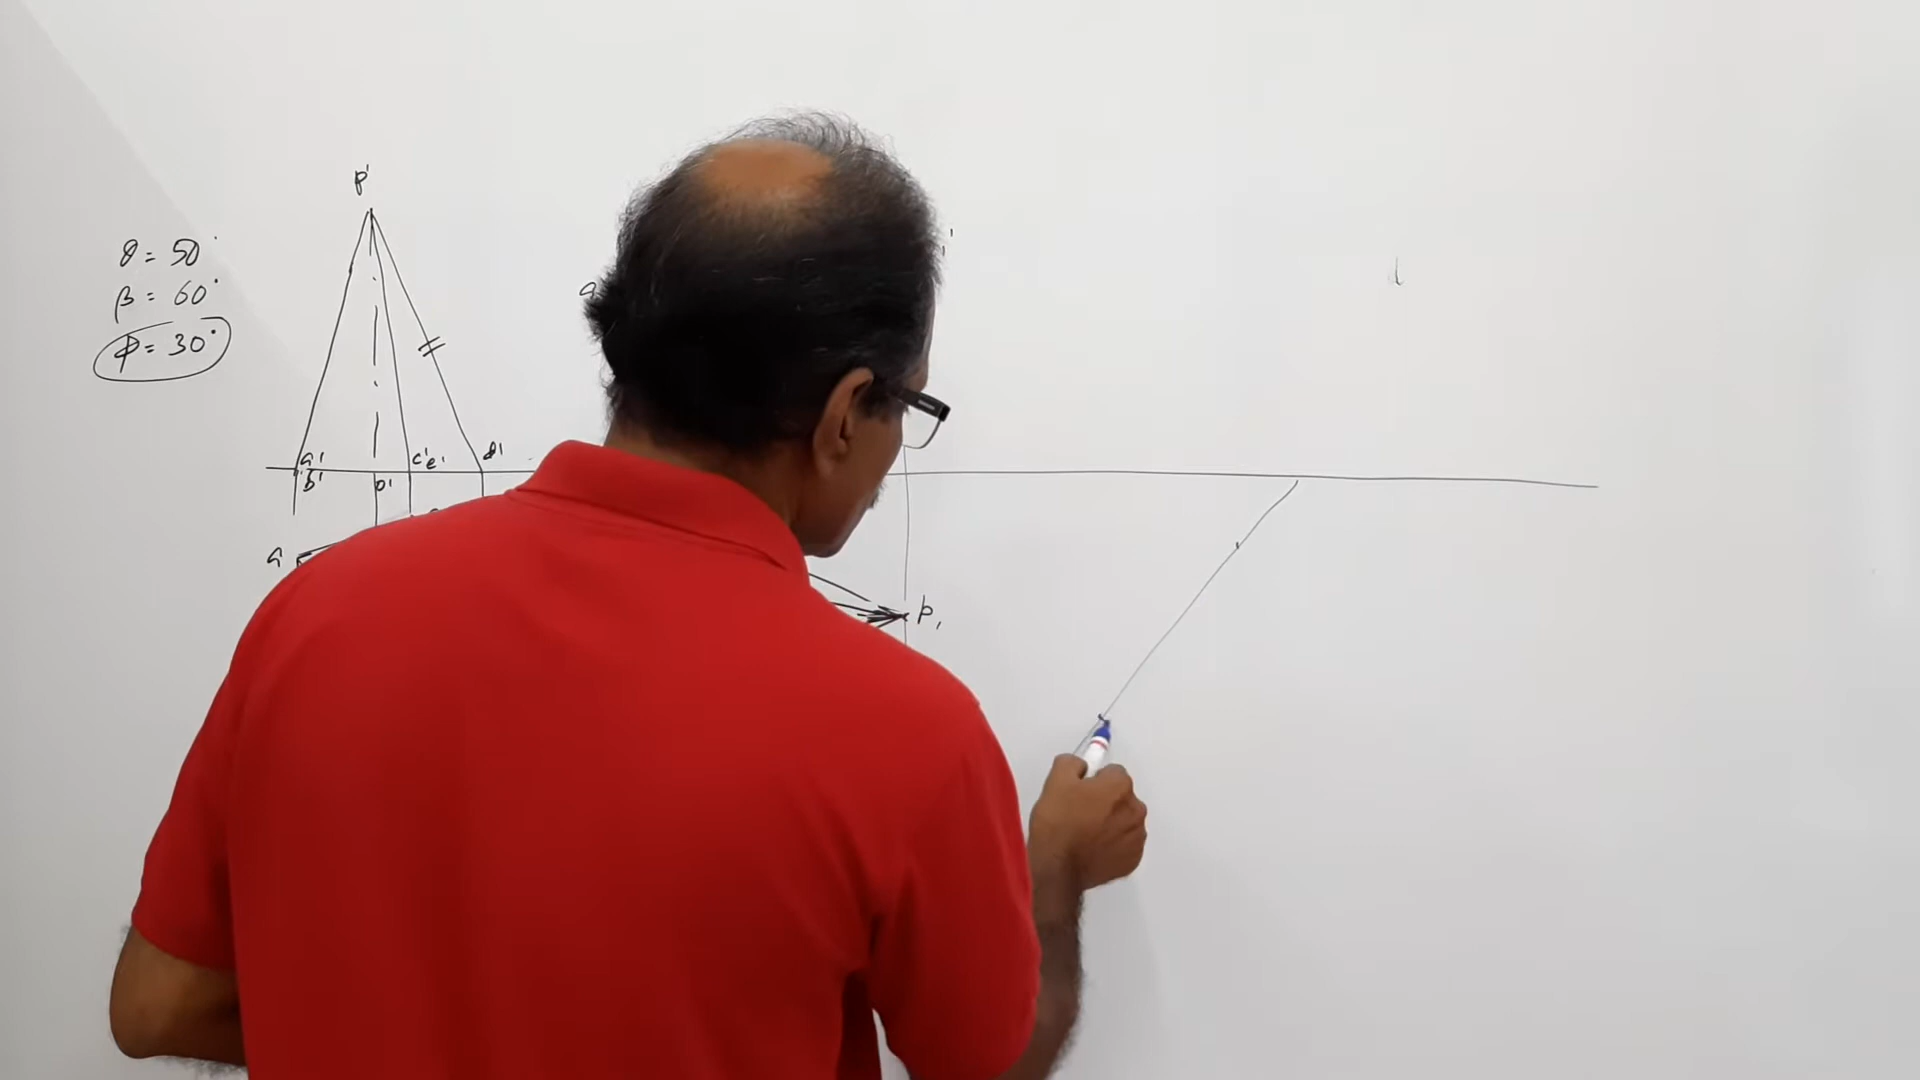 p'
θ = 50°
β = 60°
φ = 30°
a'
b'
o'
c'e'
d'
a
p₁